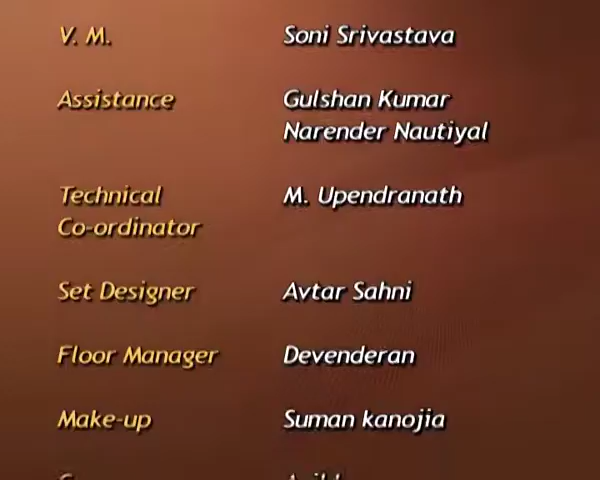 V. M. Soni Srivastava
Assistance Gulshan Kumar
Narender Nautiyal
Technical M. Upendranath
Co-ordinator
Set Designer Avtar Sahni
Floor Manager Devenderan
Make-up Suman kanojia